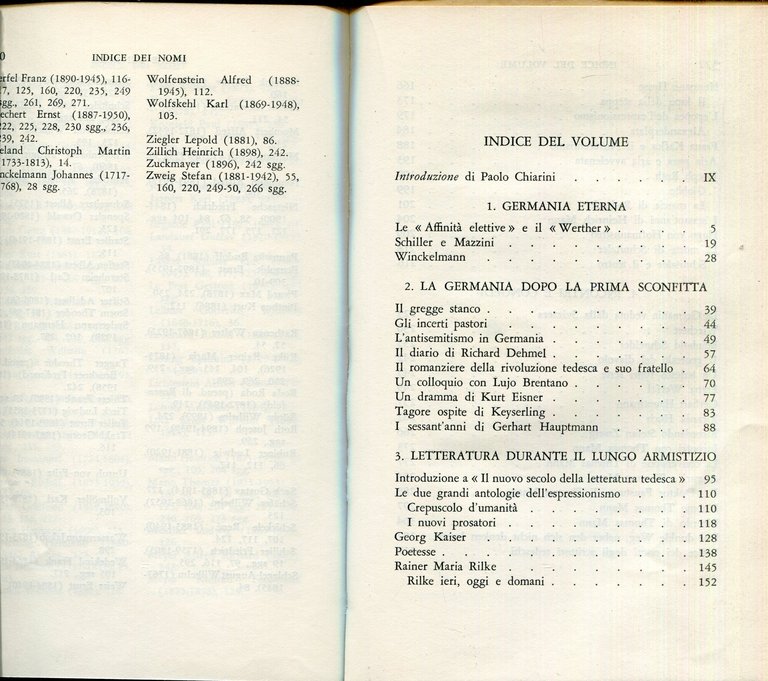 0 INDICE DEI NOMI
erfel Franz (1890-1945), 116-
7, 125, 160, 220, 235, 249
sgg., 261, 269, 271.
echert Ernst (1887-1950),
222, 225, 228, 230 sgg., 236,
239, 242.
eland Christoph Martin
(1733-1813), 14.
nckelmann Johannes (1717-
768), 28 sgg.
Wolfenstein Alfred (1888-
1945), 112.
Wolfskehl Karl (1869-1948),
103.
Ziegler Lepold (1881), 86.
Zillich Heinrich (1898), 242.
Zuckmayer (1896), 242 sgg.
Zweig Stefan (1881-1942), 55,
160, 220, 249-50, 266 sgg.
INDICE DEL VOLUME
Introduzione di Paolo Chiarini . . . . . . . IX
1. GERMANIA ETERNA
Le « Affinità elettive » e il « Werther » . . . . . 5
Schiller e Mazzini . . . . . . . . . 19
Winckelmann . . . . . . . . . . 28
2. LA GERMANIA DOPO LA PRIMA SCONFITTA
Il gregge stanco . . . . . . . . . . 39
Gli incerti pastori . . . . . . . . . 44
L'antisemitismo in Germania . . . . . . . 49
Il diario di Richard Dehmel . . . . . . . 57
Il romanziere della rivoluzione tedesca e suo fratello . . 64
Un colloquio con Lujo Brentano . . . . . . 70
Un dramma di Kurt Eisner . . . . . . . 77
Tagore ospite di Keyserling . . . . . . . 83
I sessant'anni di Gerhart Hauptmann . . . . . 88
3. LETTERATURA DURANTE IL LUNGO ARMISTIZIO
Introduzione a « Il nuovo secolo della letteratura tedesca » 95
Le due grandi antologie dell'espressionismo . . . . 110
Crepuscolo d'umanità . . . . . . . . 110
I nuovi prosatori . . . . . . . . . 118
Georg Kaiser . . . . . . . . . . 128
Poetesse . . . . . . . . . . . 138
Rainer Maria Rilke . . . . . . . . . 145
Rilke ieri, oggi e domani . . . . . . . 152